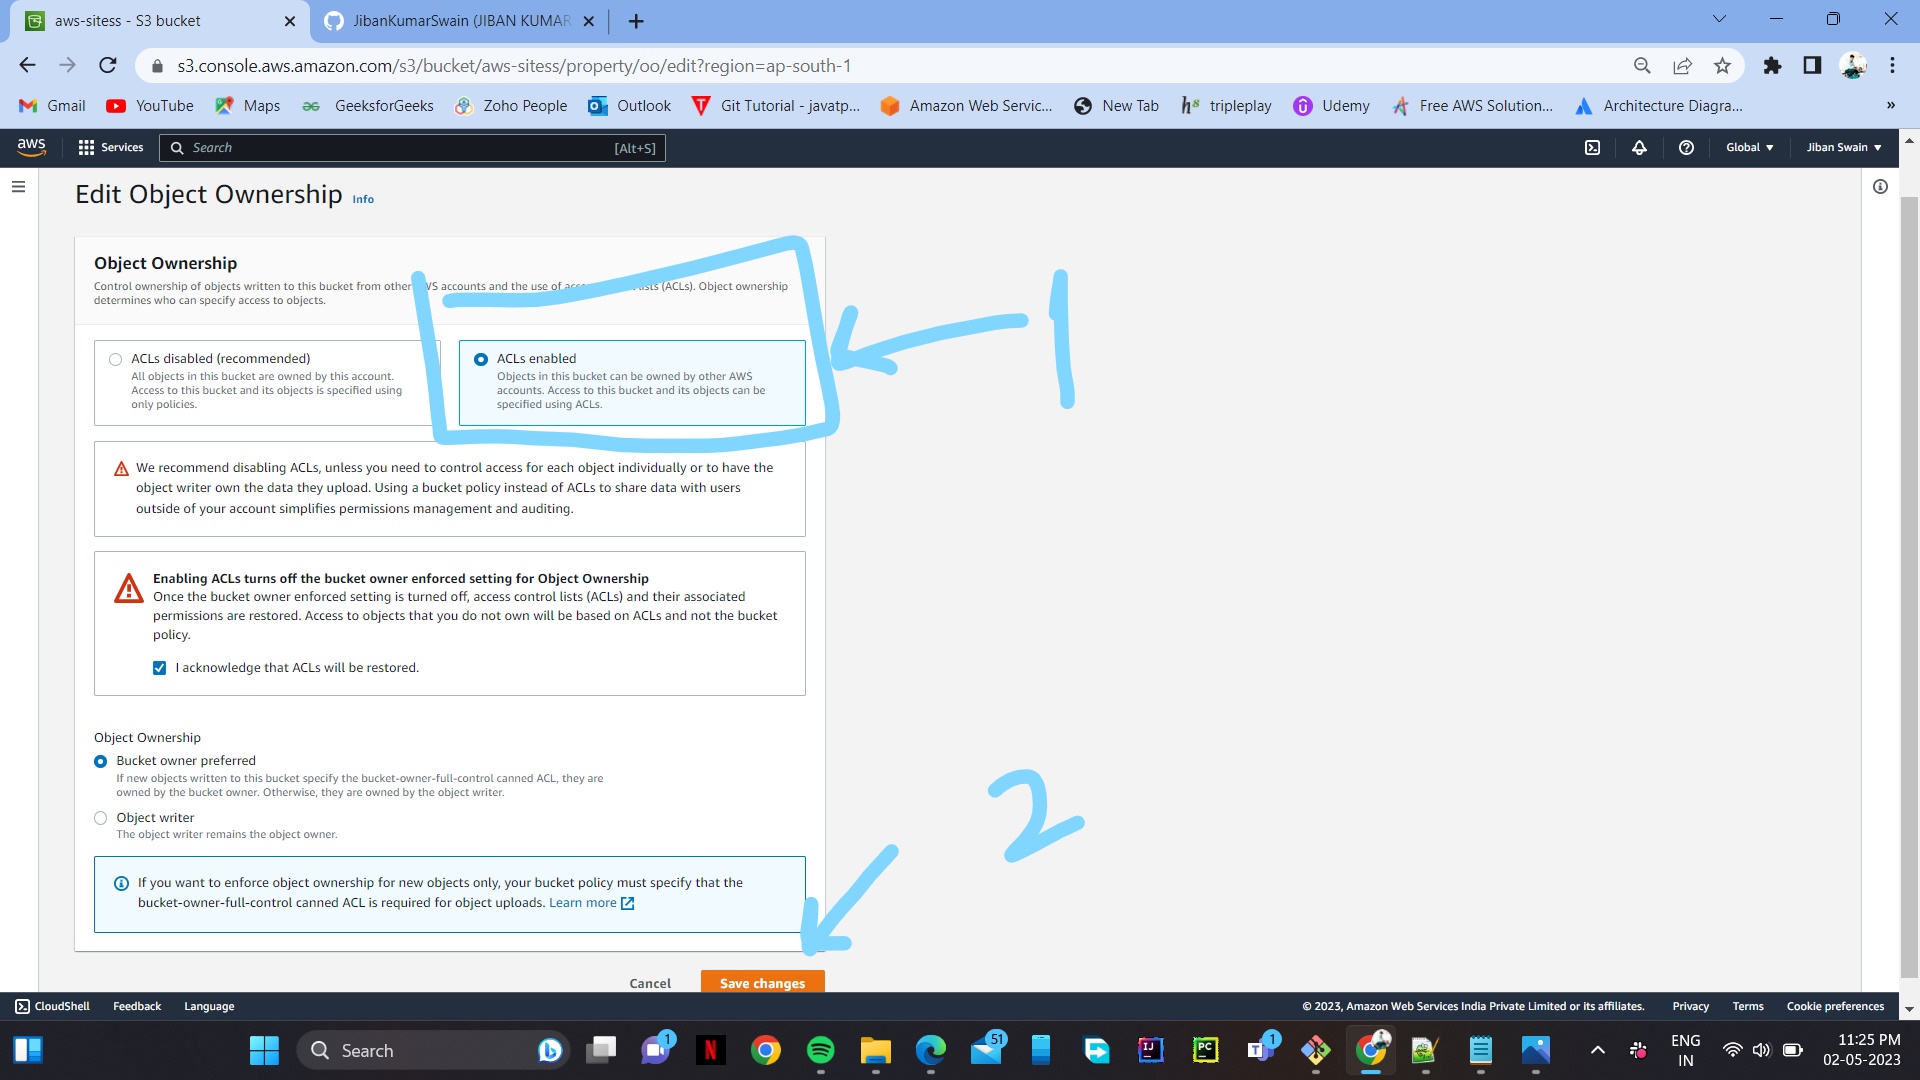 aws-sitess - S3 bucket
JibanKumarSwain (JIBAN KUMAR
s3.console.aws.amazon.com/s3/bucket/aws-sitess/property/oo/edit?region=ap-south-1
Gmail YouTube Maps GeeksforGeeks Zoho People Outlook Git Tutorial - javatp... Amazon Web Servic... New Tab tripleplay Udemy Free AWS Solution... Architecture Diagra... »
aws Services Search [Alt+S] Global Jiban Swain
Edit Object Ownership Info
Object Ownership
Control ownership of objects written to this bucket from other WS accounts and the use of (ACLs). Object ownership
determines who can specify access to objects.
1
ACLs disabled (recommended)
All objects in this bucket are owned by this account.
Access to this bucket and its objects is specified using
only policies.
ACLs enabled
Objects in this bucket can be owned by other AWS
accounts. Access to this bucket and its objects can be
specified using ACLs.
We recommend disabling ACLs, unless you need to control access for each object individually or to have the
object writer own the data they upload. Using a bucket policy instead of ACLs to share data with users
outside of your account simplifies permissions management and auditing.
Enabling ACLs turns off the bucket owner enforced setting for Object Ownership
Once the bucket owner enforced setting is turned off, access control lists (ACLs) and their associated
permissions are restored. Access to objects that you do not own will be based on ACLs and not the bucket
policy.
I acknowledge that ACLs will be restored.
Object Ownership
Bucket owner preferred
If new objects written to this bucket specify the bucket-owner-full-control canned ACL, they are
owned by the bucket owner. Otherwise, they are owned by the object writer.
2
Object writer
The object writer remains the object owner.
If you want to enforce object ownership for new objects only, your bucket policy must specify that the
bucket-owner-full-control canned ACL is required for object uploads. Learn more
Cancel Save changes
CloudShell Feedback Language © 2023, Amazon Web Services India Private Limited or its affiliates. Privacy Terms Cookie preferences
Search 1 N 51 IJ PC 1 ENG 11:25 PM
IN 02-05-2023